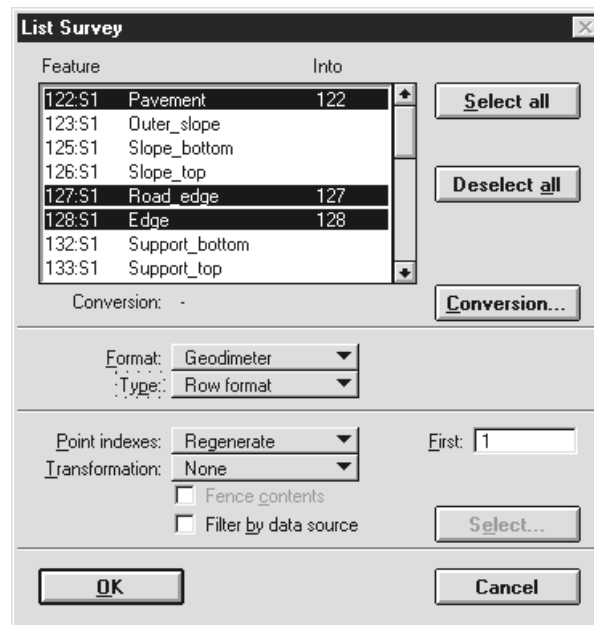 List Survey
Feature Into
122:S1 Pavement 122
123:S1 Outer_slope
125:S1 Slope_bottom
126:S1 Slope_top
127:S1 Road_edge 127
128:S1 Edge 128
132:S1 Support_bottom
133:S1 Support_top
Select all
Deselect all
Conversion: -
Conversion...
Format: Geodimeter
Type: Row format
Point indexes: Regenerate
First: 1
Transformation: None
Fence contents
Filter by data source
Select...
OK
Cancel